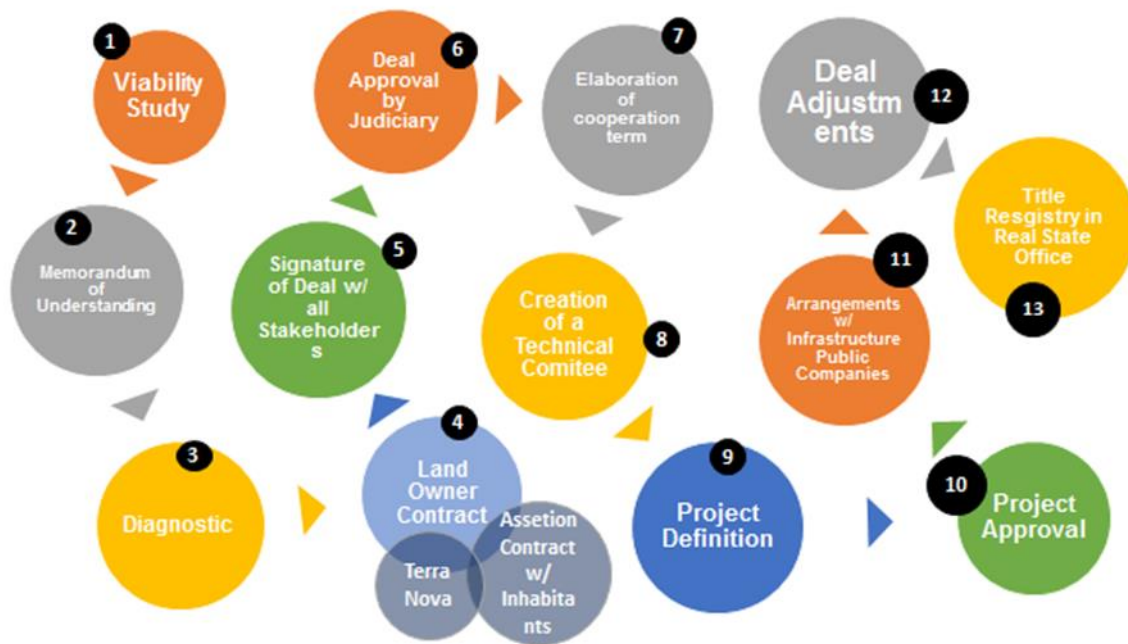 1
Viability
Study
2
Memorandum
of
Understanding
3
Diagnostic
4
Land
Owner
Contract
Terra
Nova
Assetion
Contract
w/
Inhabita
nts
5
Signature
of Deal w/
all
Stakeholder
s
6
Deal
Approval
by
Judiciary
7
Elaboration
of
cooperation
term
8
Creation
of a
Technical
Comitee
9
Project
Definition
10
Project
Approval
11
Arrangements
w/
Infrastructure
Public
Companies
12
Deal
Adjustm
ents
Title
Resgistry in
Real State
Office
13